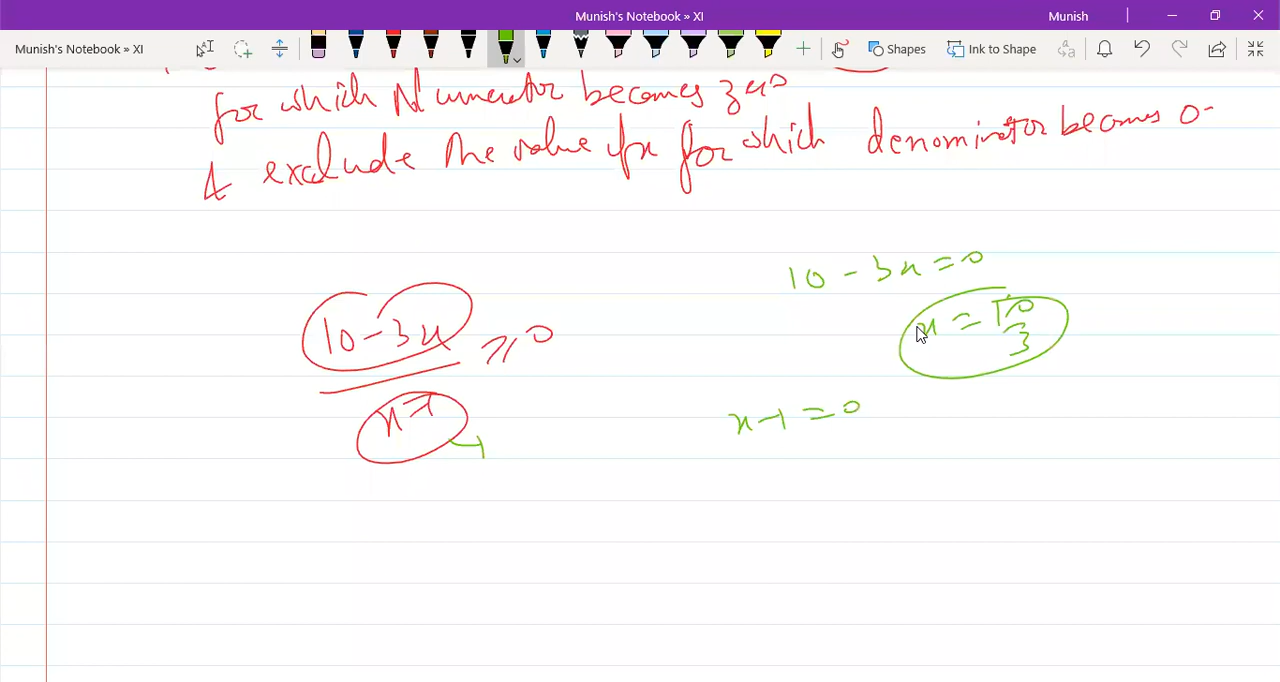 Munish's Notebook » XI
Munish
Munish's Notebook » XI
Shapes
Ink to Shape
for which Numerator becomes zero
& exclude the value of x for which denominator becomes 0
10 - 3x = 0
10 - 3x
≥ 0
x - 1
x = 10
3
x - 1 = 0